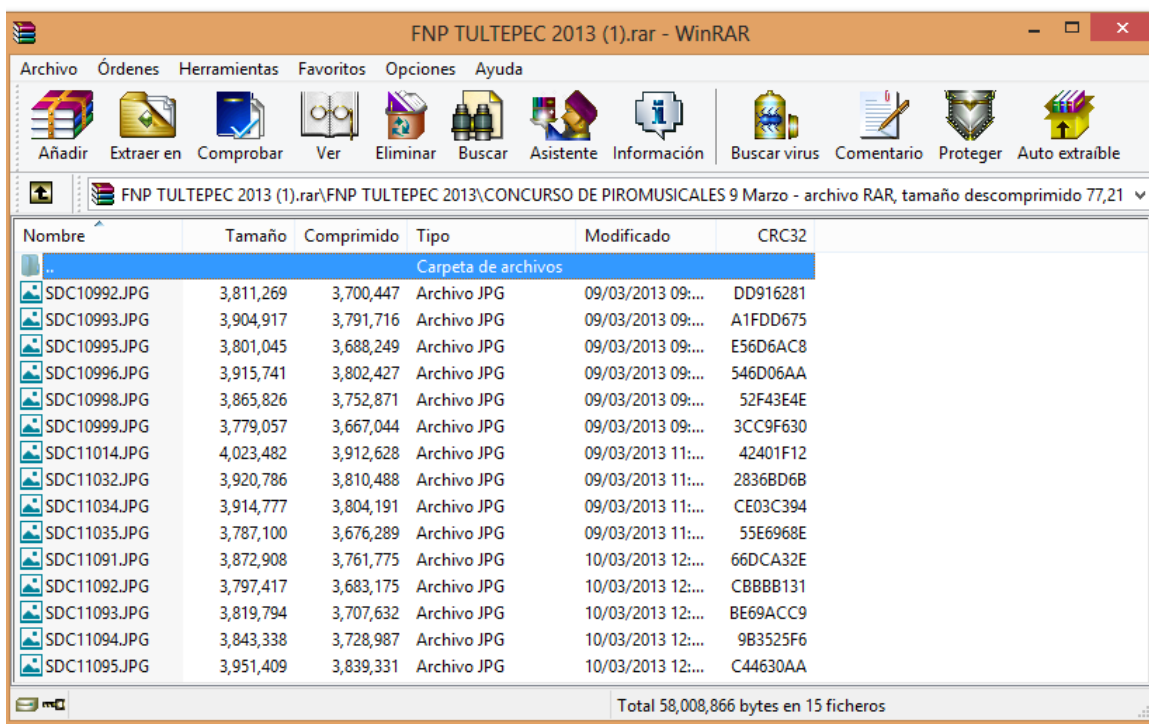 FNP TULTEPEC 2013 (1).rar - WinRAR
Archivo Órdenes Herramientas Favoritos Opciones Ayuda
Añadir Extraer en Comprobar Ver Eliminar Buscar Asistente Información Buscar virus Comentario Proteger Auto extraíble
FNP TULTEPEC 2013 (1).rar\FNP TULTEPEC 2013\CONCURSO DE PIROMUSICALES 9 Marzo - archivo RAR, tamaño descomprimido 77,21
Nombre Tamaño Comprimido Tipo Modificado CRC32
.. Carpeta de archivos
SDC10992.JPG 3,811,269 3,700,447 Archivo JPG 09/03/2013 09:... DD916281
SDC10993.JPG 3,904,917 3,791,716 Archivo JPG 09/03/2013 09:... A1FDD675
SDC10995.JPG 3,801,045 3,688,249 Archivo JPG 09/03/2013 09:... E56D6AC8
SDC10996.JPG 3,915,741 3,802,427 Archivo JPG 09/03/2013 09:... 546D06AA
SDC10998.JPG 3,865,826 3,752,871 Archivo JPG 09/03/2013 09:... 52F43E4E
SDC10999.JPG 3,779,057 3,667,044 Archivo JPG 09/03/2013 09:... 3CC9F630
SDC11014.JPG 4,023,482 3,912,628 Archivo JPG 09/03/2013 11:... 42401F12
SDC11032.JPG 3,920,786 3,810,488 Archivo JPG 09/03/2013 11:... 2836BD6B
SDC11034.JPG 3,914,777 3,804,191 Archivo JPG 09/03/2013 11:... CE03C394
SDC11035.JPG 3,787,100 3,676,289 Archivo JPG 09/03/2013 11:... 55E6968E
SDC11091.JPG 3,872,908 3,761,775 Archivo JPG 10/03/2013 12:... 66DCA32E
SDC11092.JPG 3,797,417 3,683,175 Archivo JPG 10/03/2013 12:... CBBBB131
SDC11093.JPG 3,819,794 3,707,632 Archivo JPG 10/03/2013 12:... BE69ACC9
SDC11094.JPG 3,843,338 3,728,987 Archivo JPG 10/03/2013 12:... 9B3525F6
SDC11095.JPG 3,951,409 3,839,331 Archivo JPG 10/03/2013 12:... C44630AA
Total 58,008,866 bytes en 15 ficheros